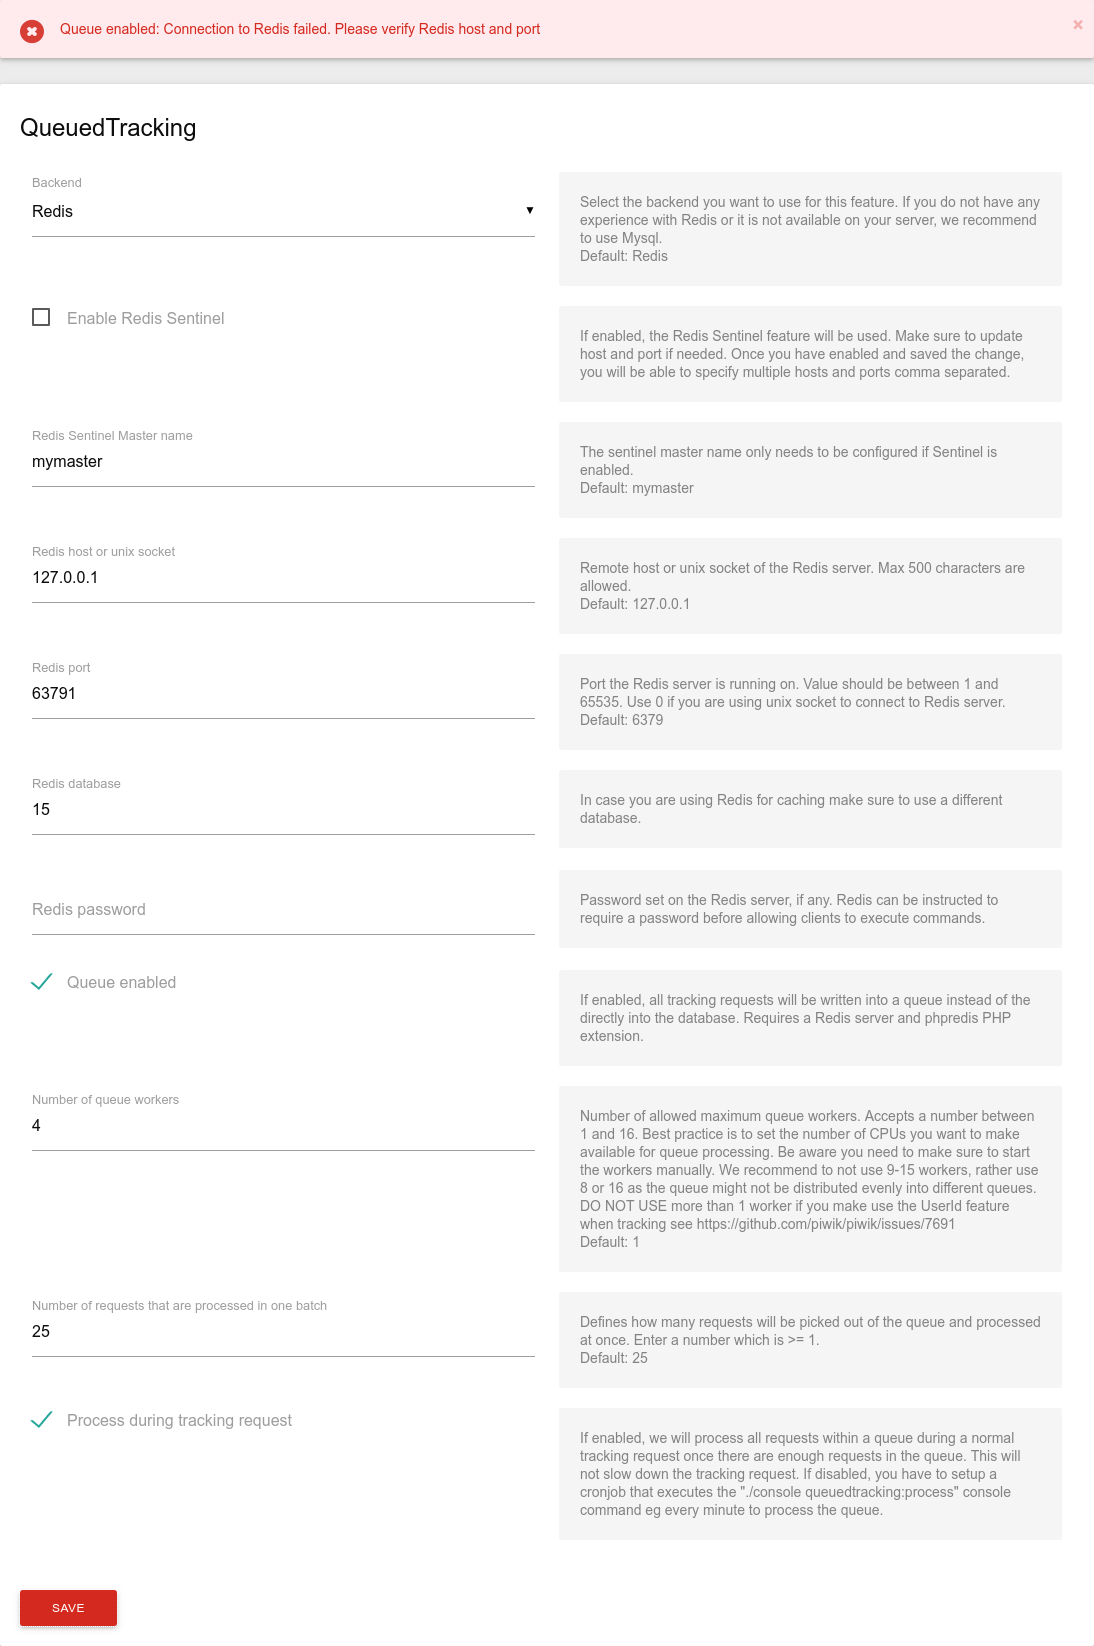 Queue enabled: Connection to Redis failed. Please verify Redis host and port
QueuedTracking
Backend
Redis
Select the backend you want to use for this feature. If you do not have any
experience with Redis or it is not available on your server, we recommend
to use Mysql.
Default: Redis
Enable Redis Sentinel
If enabled, the Redis Sentinel feature will be used. Make sure to update
host and port if needed. Once you have enabled and saved the change,
you will be able to specify multiple hosts and ports comma separated.
Redis Sentinel Master name
mymaster
The sentinel master name only needs to be configured if Sentinel is
enabled.
Default: mymaster
Redis host or unix socket
127.0.0.1
Remote host or unix socket of the Redis server. Max 500 characters are
allowed.
Default: 127.0.0.1
Redis port
63791
Port the Redis server is running on. Value should be between 1 and
65535. Use 0 if you are using unix socket to connect to Redis server.
Default: 6379
Redis database
15
In case you are using Redis for caching make sure to use a different
database.
Redis password
Password set on the Redis server, if any. Redis can be instructed to
require a password before allowing clients to execute commands.
Queue enabled
If enabled, all tracking requests will be written into a queue instead of the
directly into the database. Requires a Redis server and phpredis PHP
extension.
Number of queue workers
4
Number of allowed maximum queue workers. Accepts a number between
1 and 16. Best practice is to set the number of CPUs you want to make
available for queue processing. Be aware you need to make sure to start
the workers manually. We recommend to not use 9-15 workers, rather use
8 or 16 as the queue might not be distributed evenly into different queues.
DO NOT USE more than 1 worker if you make use the UserId feature
when tracking see https://github.com/piwik/piwik/issues/7691
Default: 1
Number of requests that are processed in one batch
25
Defines how many requests will be picked out of the queue and processed
at once. Enter a number which is >= 1.
Default: 25
Process during tracking request
If enabled, we will process all requests within a queue during a normal
tracking request once there are enough requests in the queue. This will
not slow down the tracking request. If disabled, you have to setup a
cronjob that executes the "./console queuedtracking:process" console
command eg every minute to process the queue.
SAVE